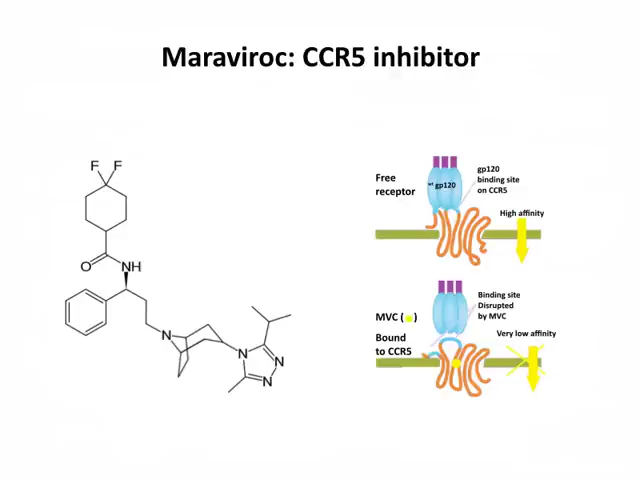 Maraviroc: CCR5 inhibitor
F F
O
NH
N
N
N
N
Free
receptor
wt gp120
gp120
binding site
on CCR5
High affinity
MVC ( )
Bound
to CCR5
Binding site
Disrupted
by MVC
Very low affinity